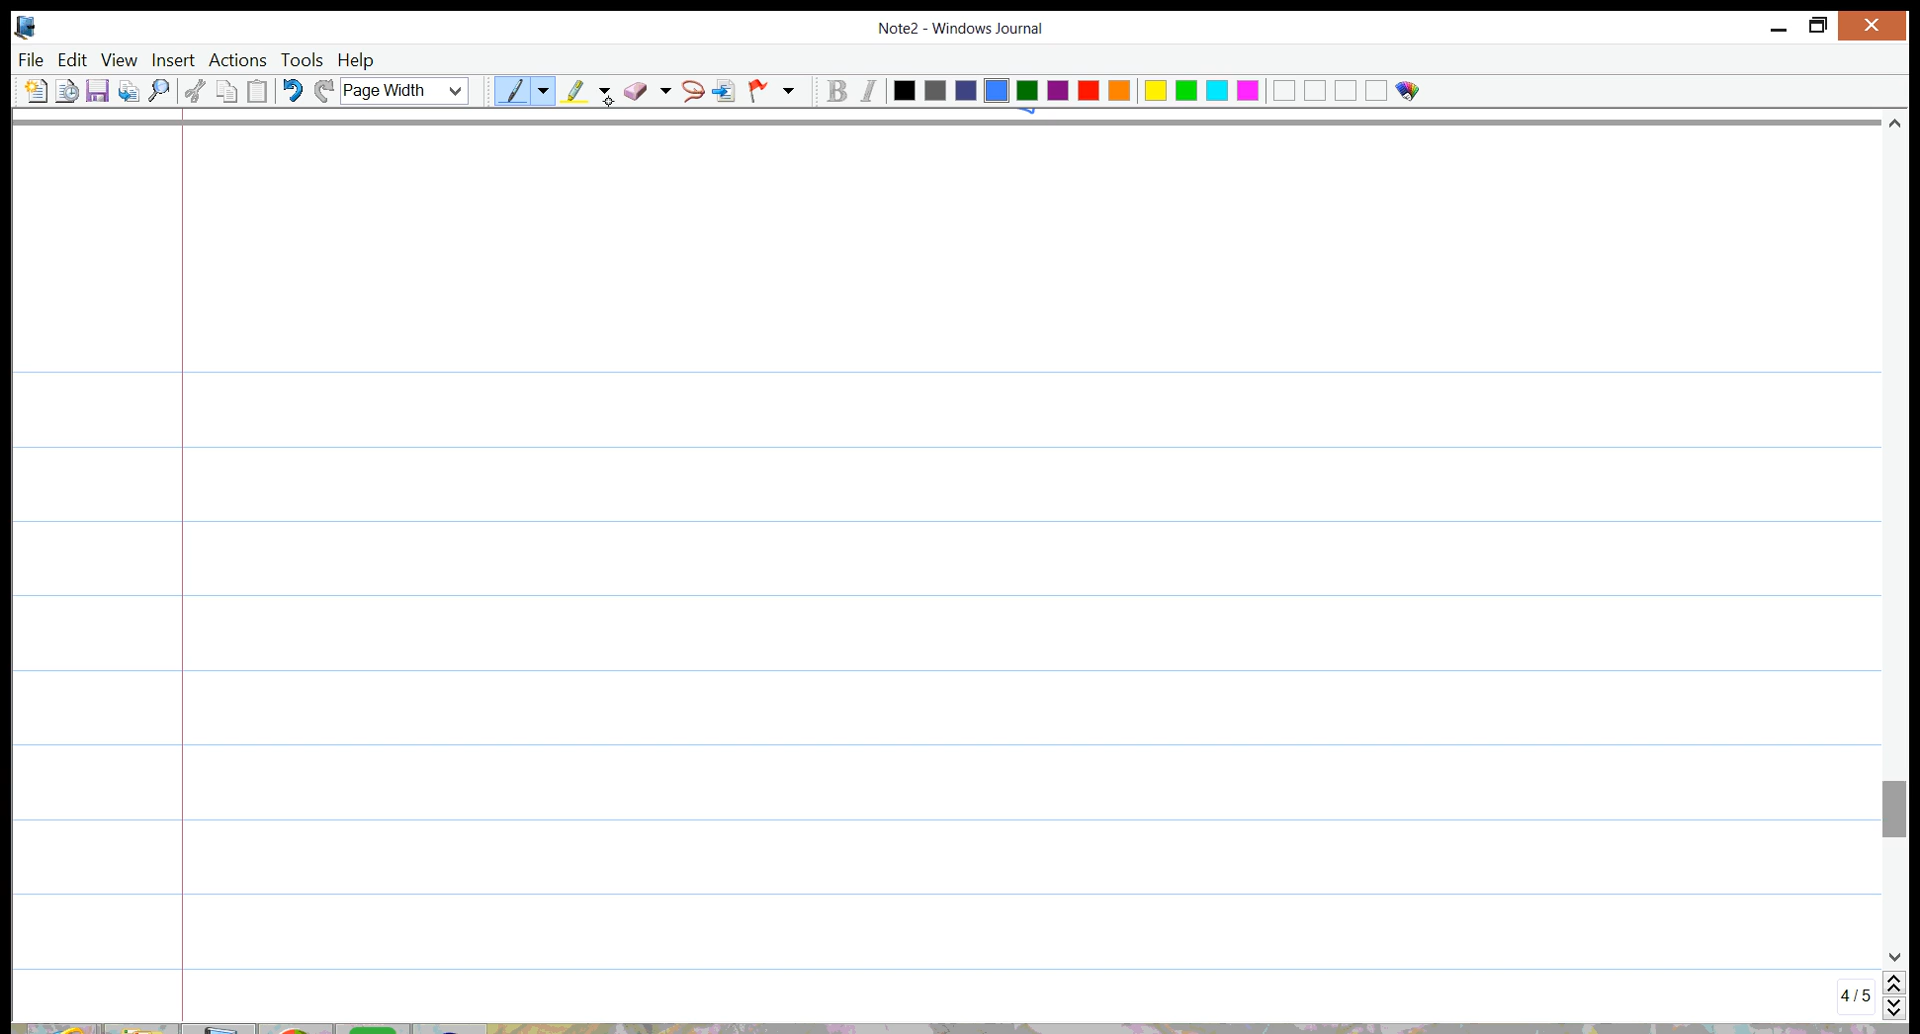 Note2 - Windows Journal
File Edit View Insert Actions Tools Help
Page Width B I
4 / 5